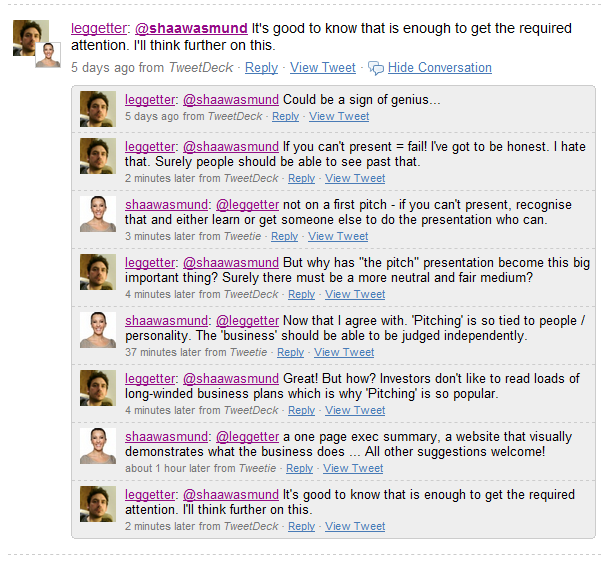 leggetter: @shaawasmund It's good to know that is enough to get the required
attention. I'll think further on this.
5 days ago from TweetDeck · Reply · View Tweet · Hide Conversation
leggetter: @shaawasmund Could be a sign of genius...
5 days ago from TweetDeck · Reply · View Tweet
leggetter: @shaawasmund If you can't present = fail! I've got to be honest. I hate
that. Surely people should be able to see past that.
2 minutes later from TweetDeck · Reply · View Tweet
shaawasmund: @leggetter not on a first pitch - if you can't present, recognise
that and either learn or get someone else to do the presentation who can.
3 minutes later from Tweetie · Reply · View Tweet
leggetter: @shaawasmund But why has "the pitch" presentation become this big
important thing? Surely there must be a more neutral and fair medium?
4 minutes later from TweetDeck · Reply · View Tweet
shaawasmund: @leggetter Now that I agree with. 'Pitching' is so tied to people /
personality. The 'business' should be able to be judged independently.
37 minutes later from Tweetie · Reply · View Tweet
leggetter: @shaawasmund Great! But how? Investors don't like to read loads of
long-winded business plans which is why 'Pitching' is so popular.
4 minutes later from TweetDeck · Reply · View Tweet
shaawasmund: @leggetter a one page exec summary, a website that visually
demonstrates what the business does ... All other suggestions welcome!
about 1 hour later from Tweetie · Reply · View Tweet
leggetter: @shaawasmund It's good to know that is enough to get the required
attention. I'll think further on this.
2 minutes later from TweetDeck · Reply · View Tweet